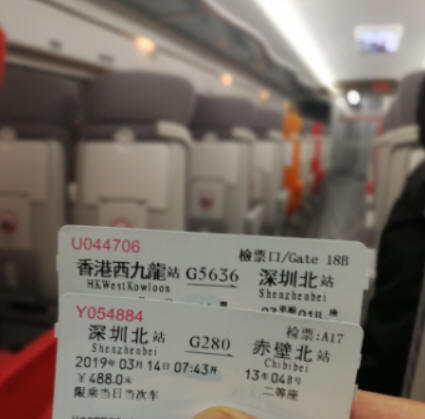 U044706
檢票口/Gate 18B
香港西九龍站 G5636 深圳北站
HKWestKowloon Shenzhenbei
Y054884
檢票:A17
深圳北站 G280 赤壁北站
Shenzhenbei Chibibei
2019年03月14日07:43开 13车04B号
￥488.0元 二等座
限乘当日当次车